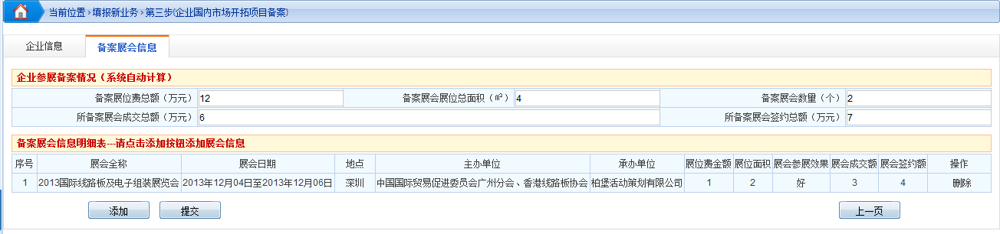 当前位置 › 填报新业务 › 第三步(企业国内市场开拓项目备案)
企业信息 备案展会信息
企业参展备案情况（系统自动计算）
备案展位费总额（万元） 12 备案展会展位总面积（㎡） 4 备案展会数量（个） 2
所备案展会成交总额（万元） 6 所备案展会签约总额（万元） 7
备案展会信息明细表---请点击添加按钮添加展会信息
序号 展会全称 展会日期 地点 主办单位 承办单位 展位费金额 展位面积 展会参展效果 展会成交额 展会签约额 操作
1 2013国际线路板及电子组装展览会 2013年12月04日至2013年12月06日 深圳 中国国际贸易促进委员会广州分会、香港线路板协会 柏堡活动策划有限公司 1 2 好 3 4 删除
添加 提交 上一页